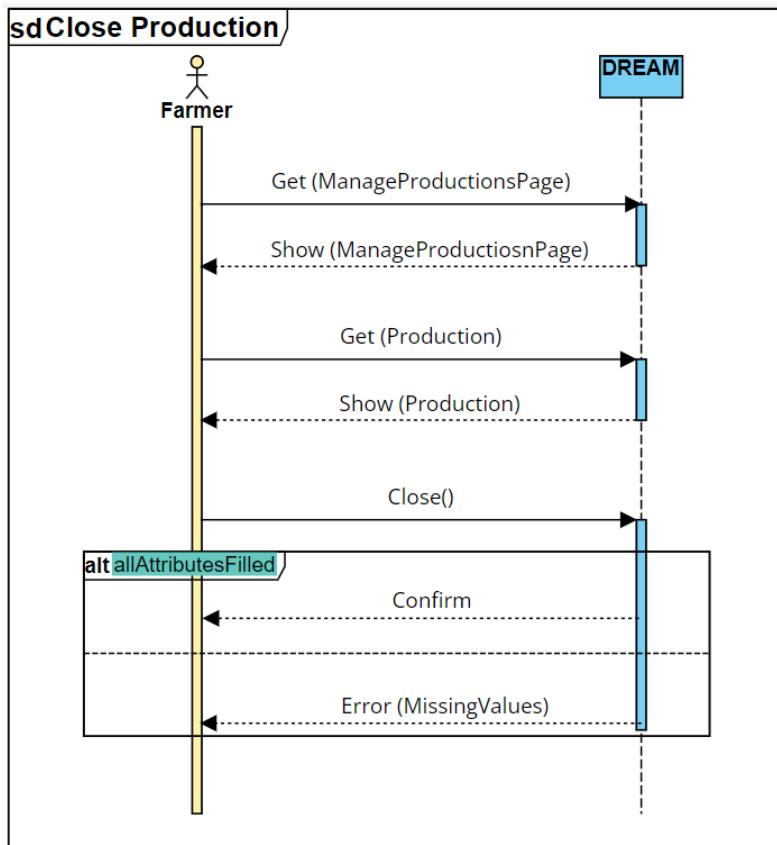 sd Close Production
Farmer
DREAM
Get (ManageProductionsPage)
Show (ManageProductiosnPage)
Get (Production)
Show (Production)
Close()
alt allAttributesFilled
Confirm
Error (MissingValues)